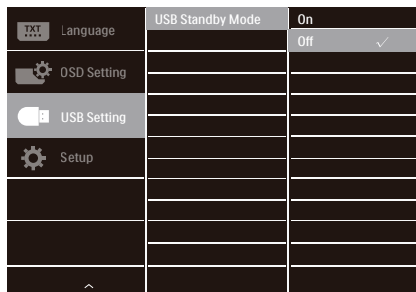 TXT Language
OSD Setting
USB Setting
Setup
USB Standby Mode
On
Off ✓